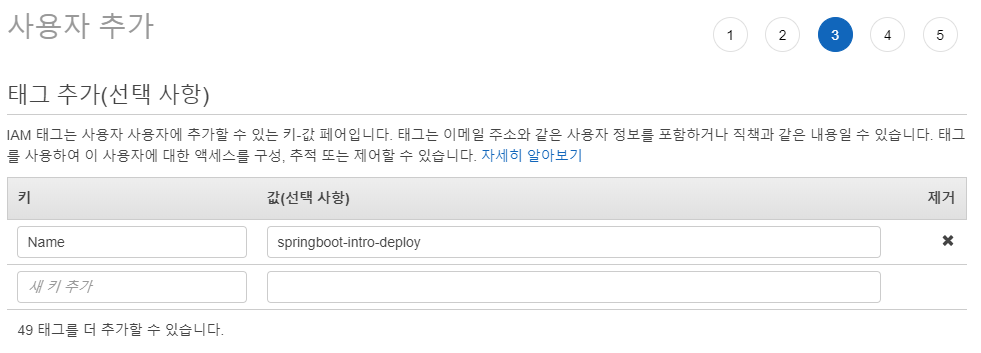 사용자 추가
1 2 3 4 5
태그 추가(선택 사항)
IAM 태그는 사용자 사용자에 추가할 수 있는 키-값 페어입니다. 태그는 이메일 주소와 같은 사용자 정보를 포함하거나 직책과 같은 내용일 수 있습니다. 태그
를 사용하여 이 사용자에 대한 액세스를 구성, 추적 또는 제어할 수 있습니다. 자세히 알아보기
키 값(선택 사항) 제거
Name springboot-intro-deploy
새 키 추가
49 태그를 더 추가할 수 있습니다.